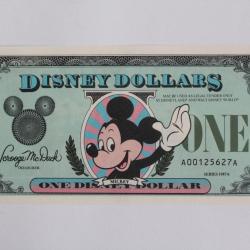 DISNEY DOLLARS
MAY BE USED AS LEGAL TENDER ONLY
AT DISNEYLAND AND WALT DISNEY WORLD
ONE
A00125627A
Scrooge McDuck
TREASURER
MICKEY
SERIES 1987
ONE DISNEY DOLLAR